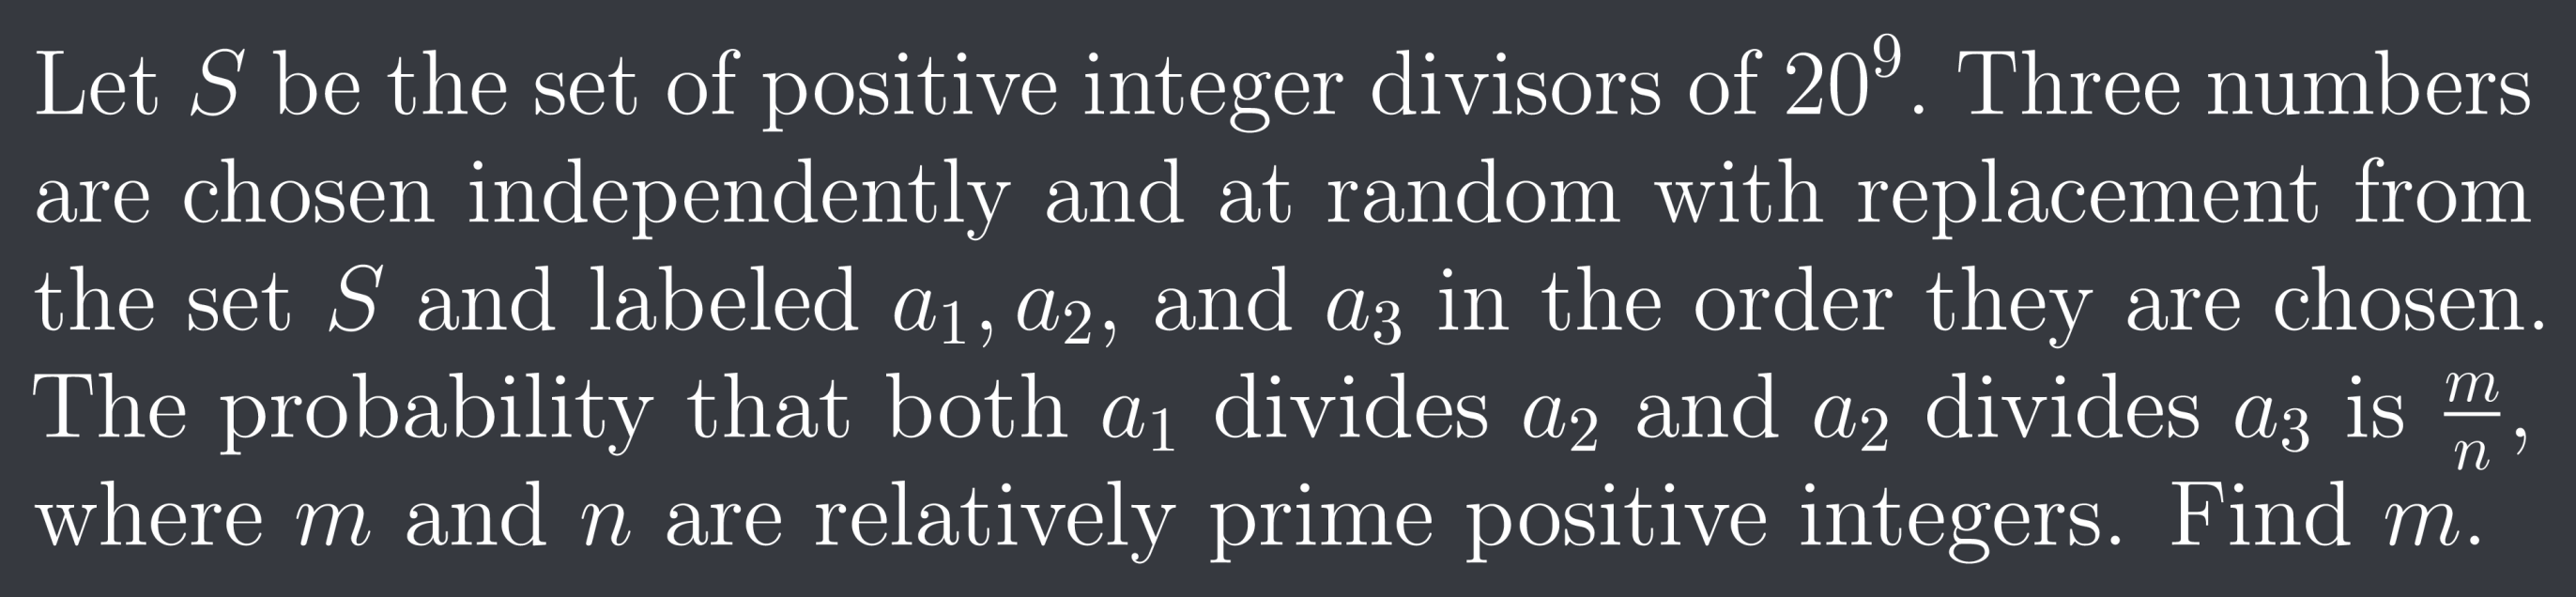 Let $S$ be the set of positive integer divisors of $20^9$. Three numbers
are chosen independently and at random with replacement from
the set $S$ and labeled $a_1, a_2,$ and $a_3$ in the order they are chosen.
The probability that both $a_1$ divides $a_2$ and $a_2$ divides $a_3$ is $\frac{m}{n}$,
where $m$ and $n$ are relatively prime positive integers. Find $m$.